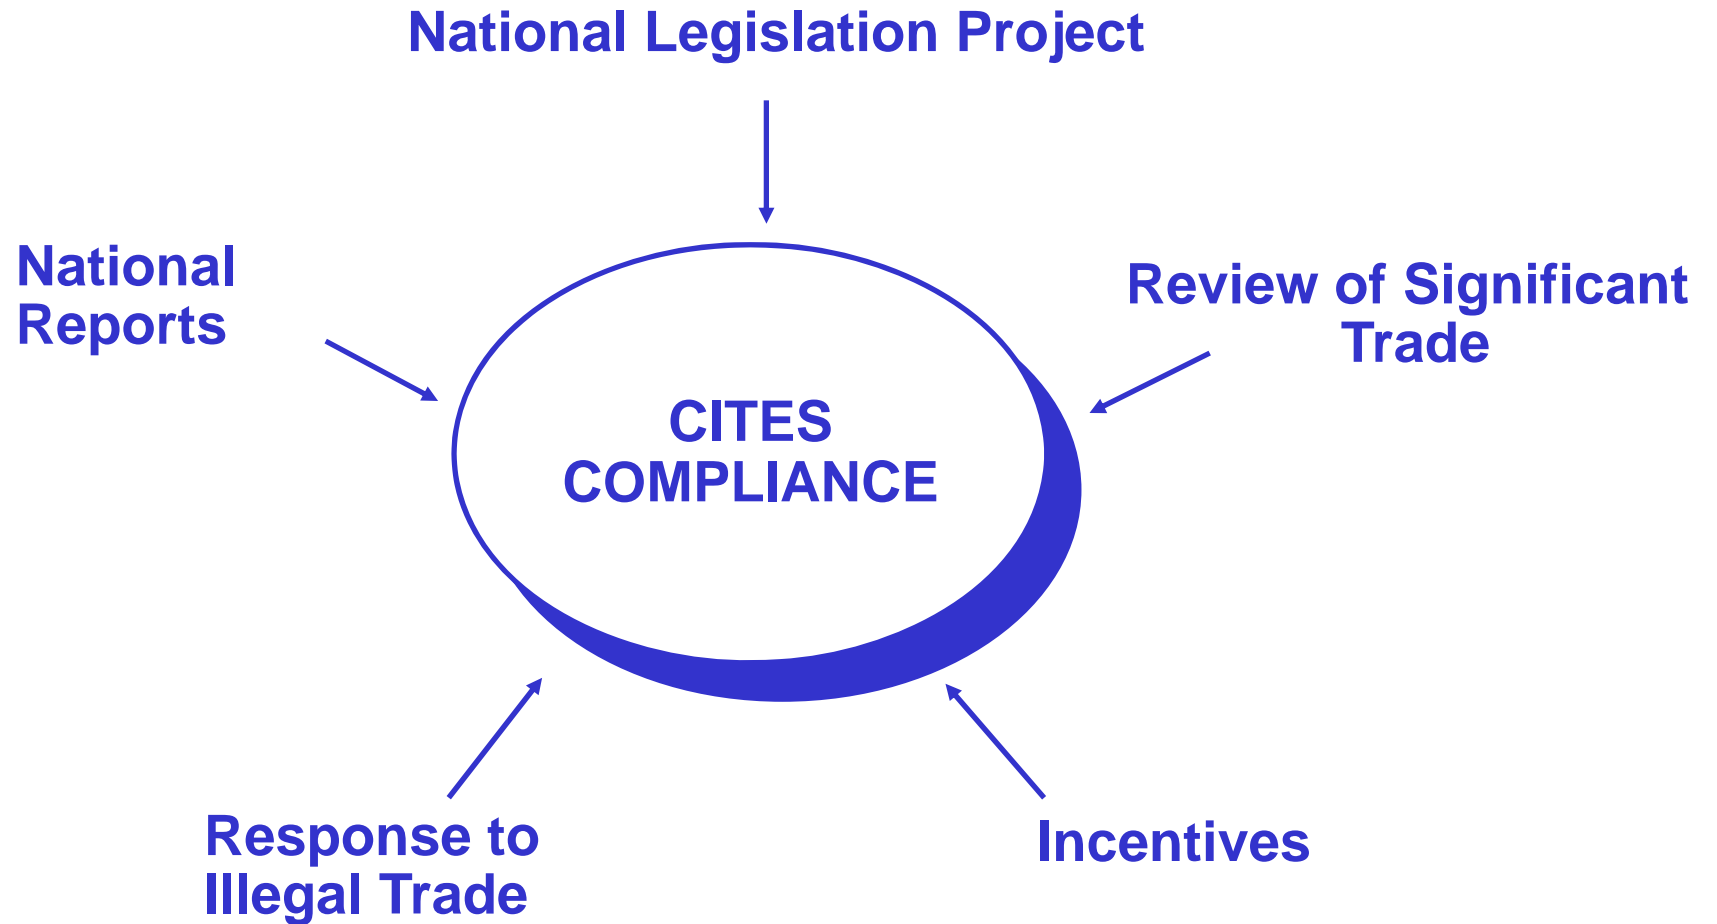 National Legislation Project
National
Reports
Review of Significant
Trade
CITES
COMPLIANCE
Response to
Illegal Trade
Incentives